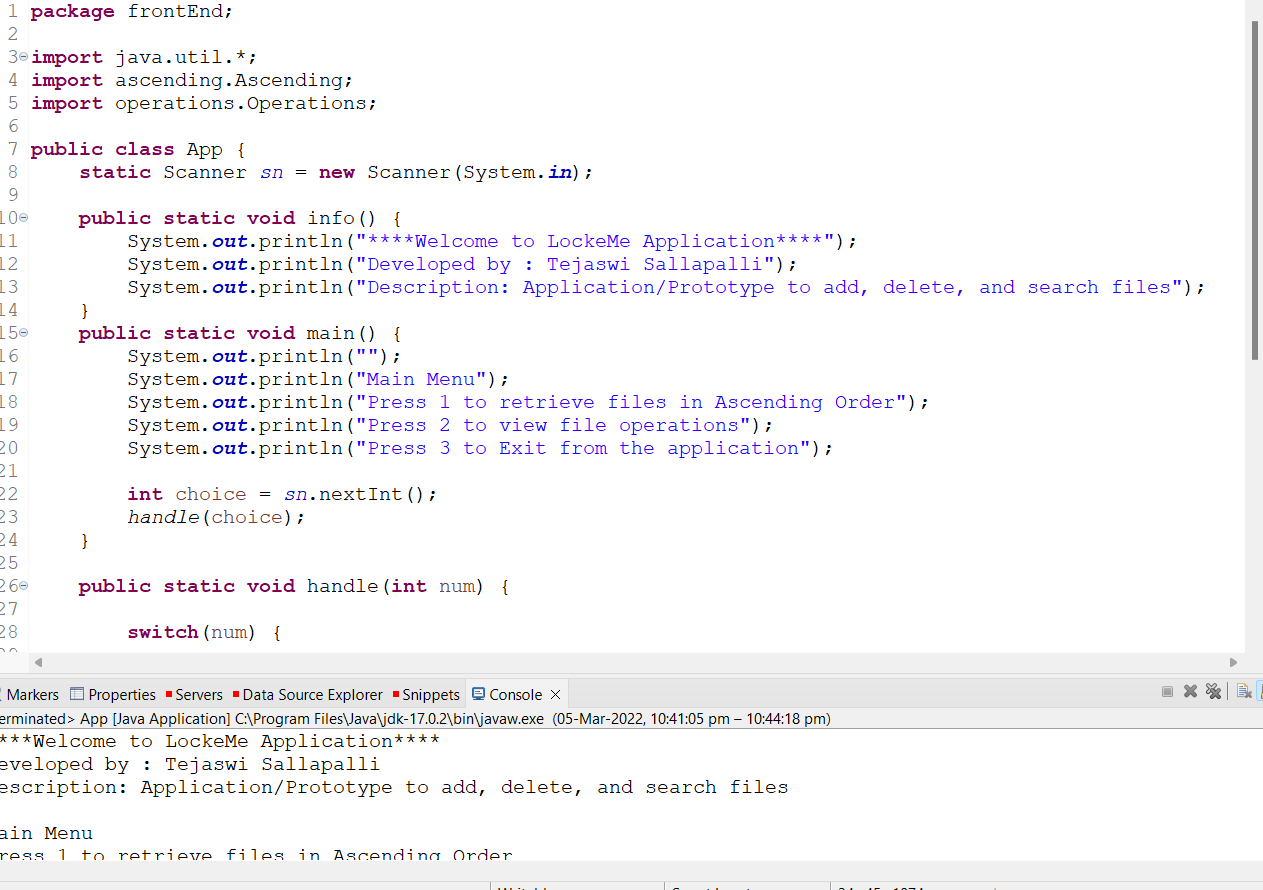 1 package frontEnd;
2
3 import java.util.*;
4 import ascending.Ascending;
5 import operations.Operations;
6
7 public class App {
8 static Scanner sn = new Scanner(System.in);
9
10 public static void info() {
11 System.out.println("****Welcome to LockeMe Application****");
12 System.out.println("Developed by : Tejaswi Sallapalli");
13 System.out.println("Description: Application/Prototype to add, delete, and search files");
14 }
15 public static void main() {
16 System.out.println("");
17 System.out.println("Main Menu");
18 System.out.println("Press 1 to retrieve files in Ascending Order");
19 System.out.println("Press 2 to view file operations");
20 System.out.println("Press 3 to Exit from the application");
21
22 int choice = sn.nextInt();
23 handle(choice);
24 }
25
26 public static void handle(int num) {
27
28 switch(num) {
Markers Properties Servers Data Source Explorer Snippets Console
erminated> App [Java Application] C:\Program Files\Java\jdk-17.0.2\bin\javaw.exe (05-Mar-2022, 10:41:05 pm – 10:44:18 pm)
***Welcome to LockeMe Application****
eveloped by : Tejaswi Sallapalli
escription: Application/Prototype to add, delete, and search files
ain Menu
ress 1 to retrieve files in Ascending Order